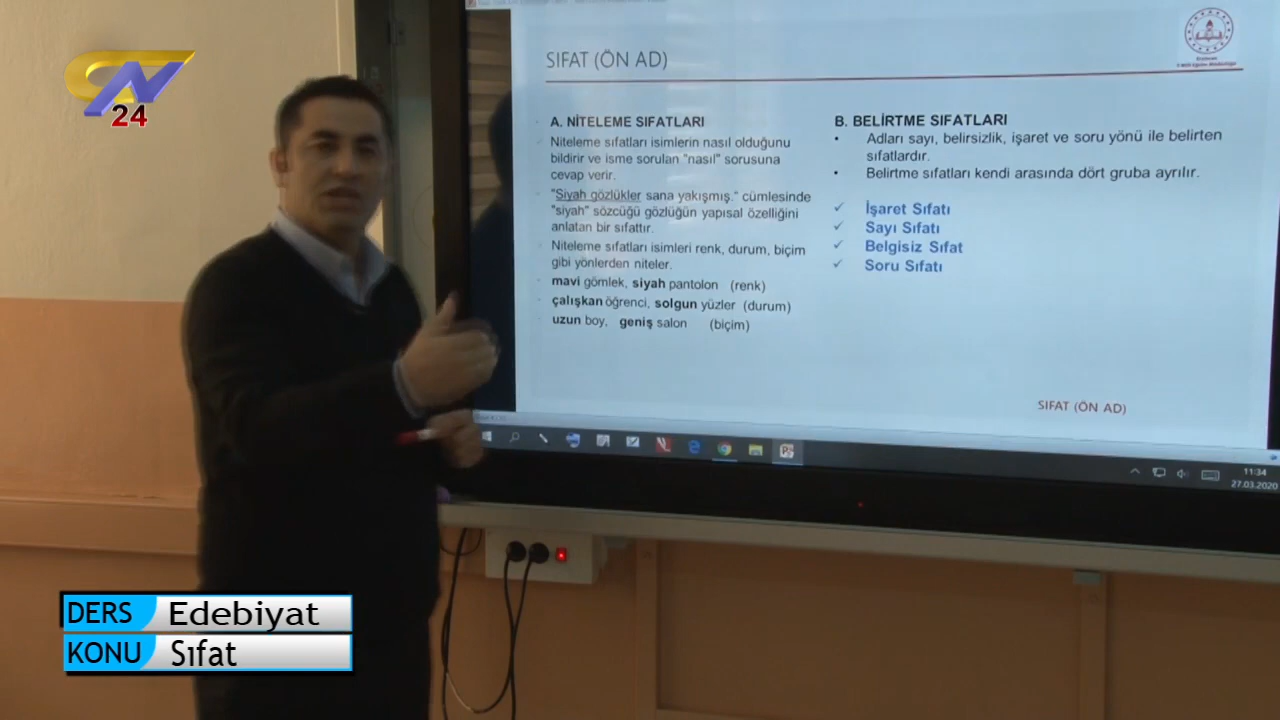 24
SIFAT (ÖN AD)
A. NİTELEME SIFATLARI
Niteleme sıfatları isimlerin nasıl olduğunu
bildirir ve isme sorulan "nasıl" sorusuna
cevap verir.
"Siyah gözlükler sana yakışmış." cümlesinde
"siyah" sözcüğü gözlüğün yapısal özelliğini
anlatan bir sıfattır.
Niteleme sıfatları isimleri renk, durum, biçim
gibi yönlerden niteler.
mavi gömlek, siyah pantolon (renk)
çalışkan öğrenci, solgun yüzler (durum)
uzun boy, geniş salon (biçim)
B. BELİRTME SIFATLARI
• Adları sayı, belirsizlik, işaret ve soru yönü ile belirten
sıfatlardır.
• Belirtme sıfatları kendi arasında dört gruba ayrılır.
✓ İşaret Sıfatı
✓ Sayı Sıfatı
✓ Belgisiz Sıfat
✓ Soru Sıfatı
SIFAT (ÖN AD)
11:34
27.03.2020
DERS Edebiyat
KONU Sıfat